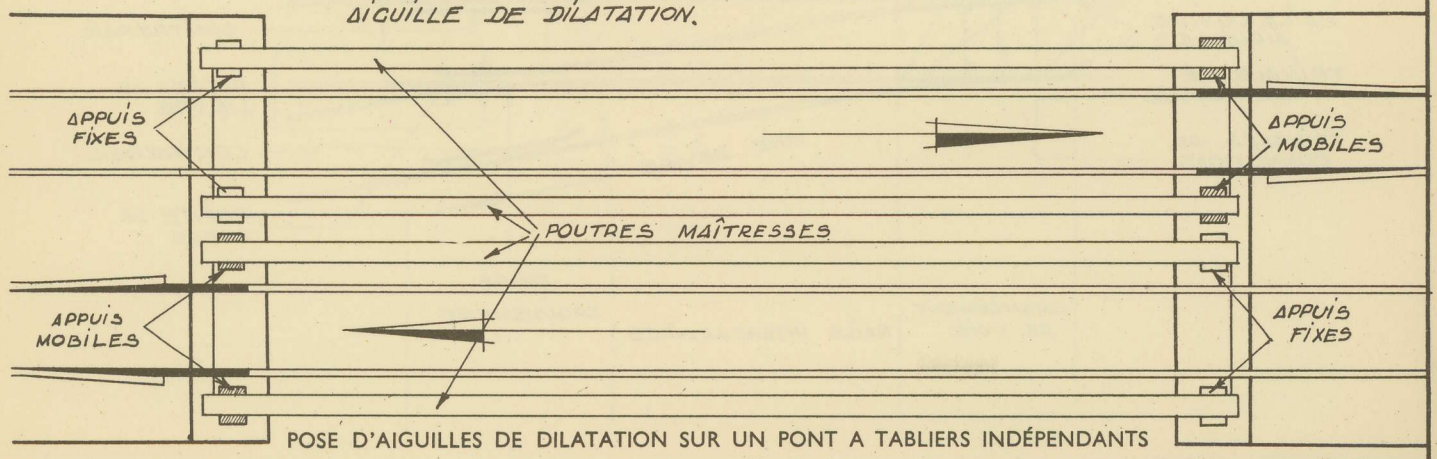 AIGUILLE DE DILATATION.
APPUIS
FIXES
APPUIS
MOBILES
POUTRES MAÎTRESSES
APPUIS
MOBILES
APPUIS
FIXES
POSE D'AIGUILLES DE DILATATION SUR UN PONT A TABLIERS INDÉPENDANTS